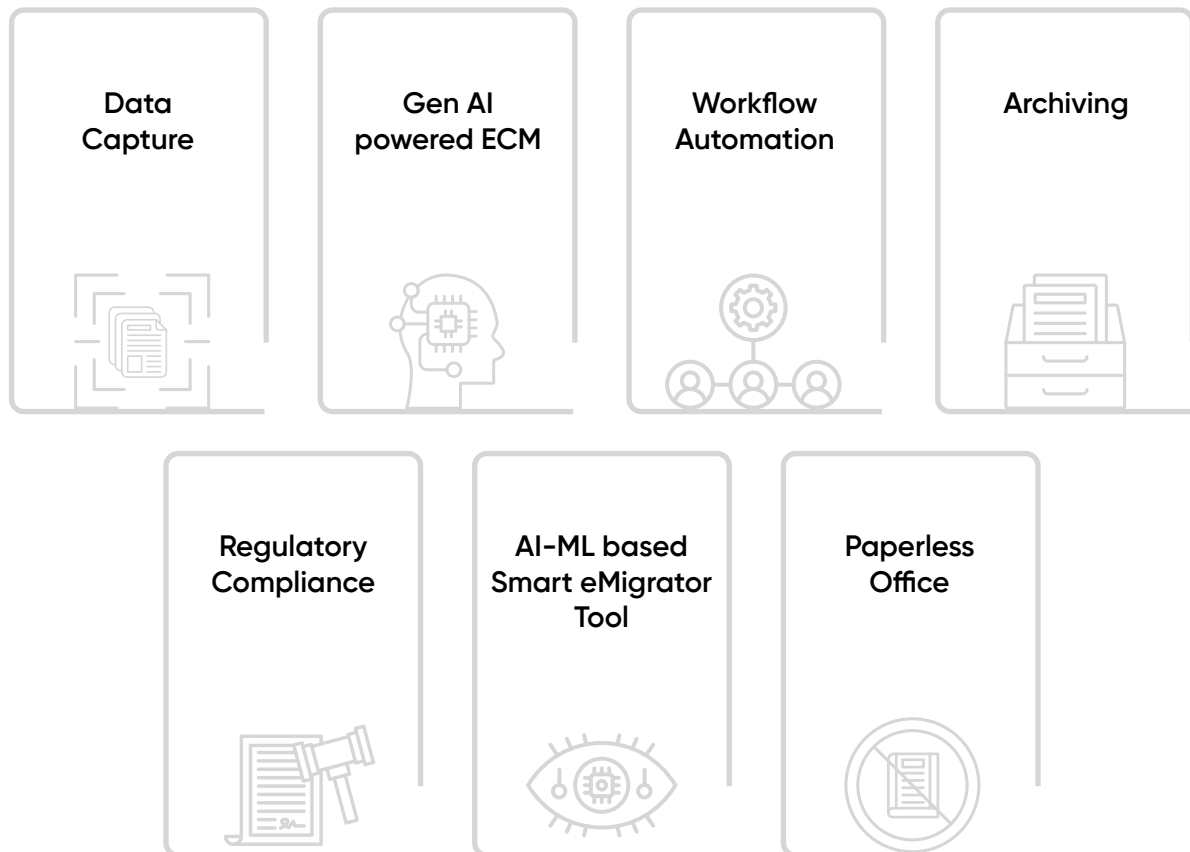 Data
Capture
Gen AI
powered ECM
Workflow
Automation
Archiving
Regulatory
Compliance
AI-ML based
Smart eMigrator
Tool
Paperless
Office